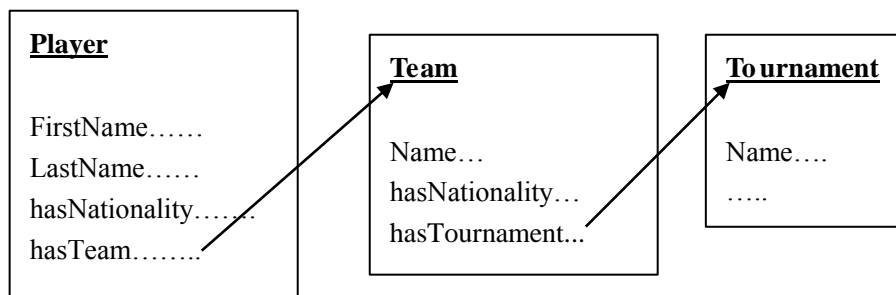 Player
FirstName……
LastName……
hasNationality…….
hasTeam……..
Team
Name…
hasNationality…
hasTournament...
Tournament
Name….
…..